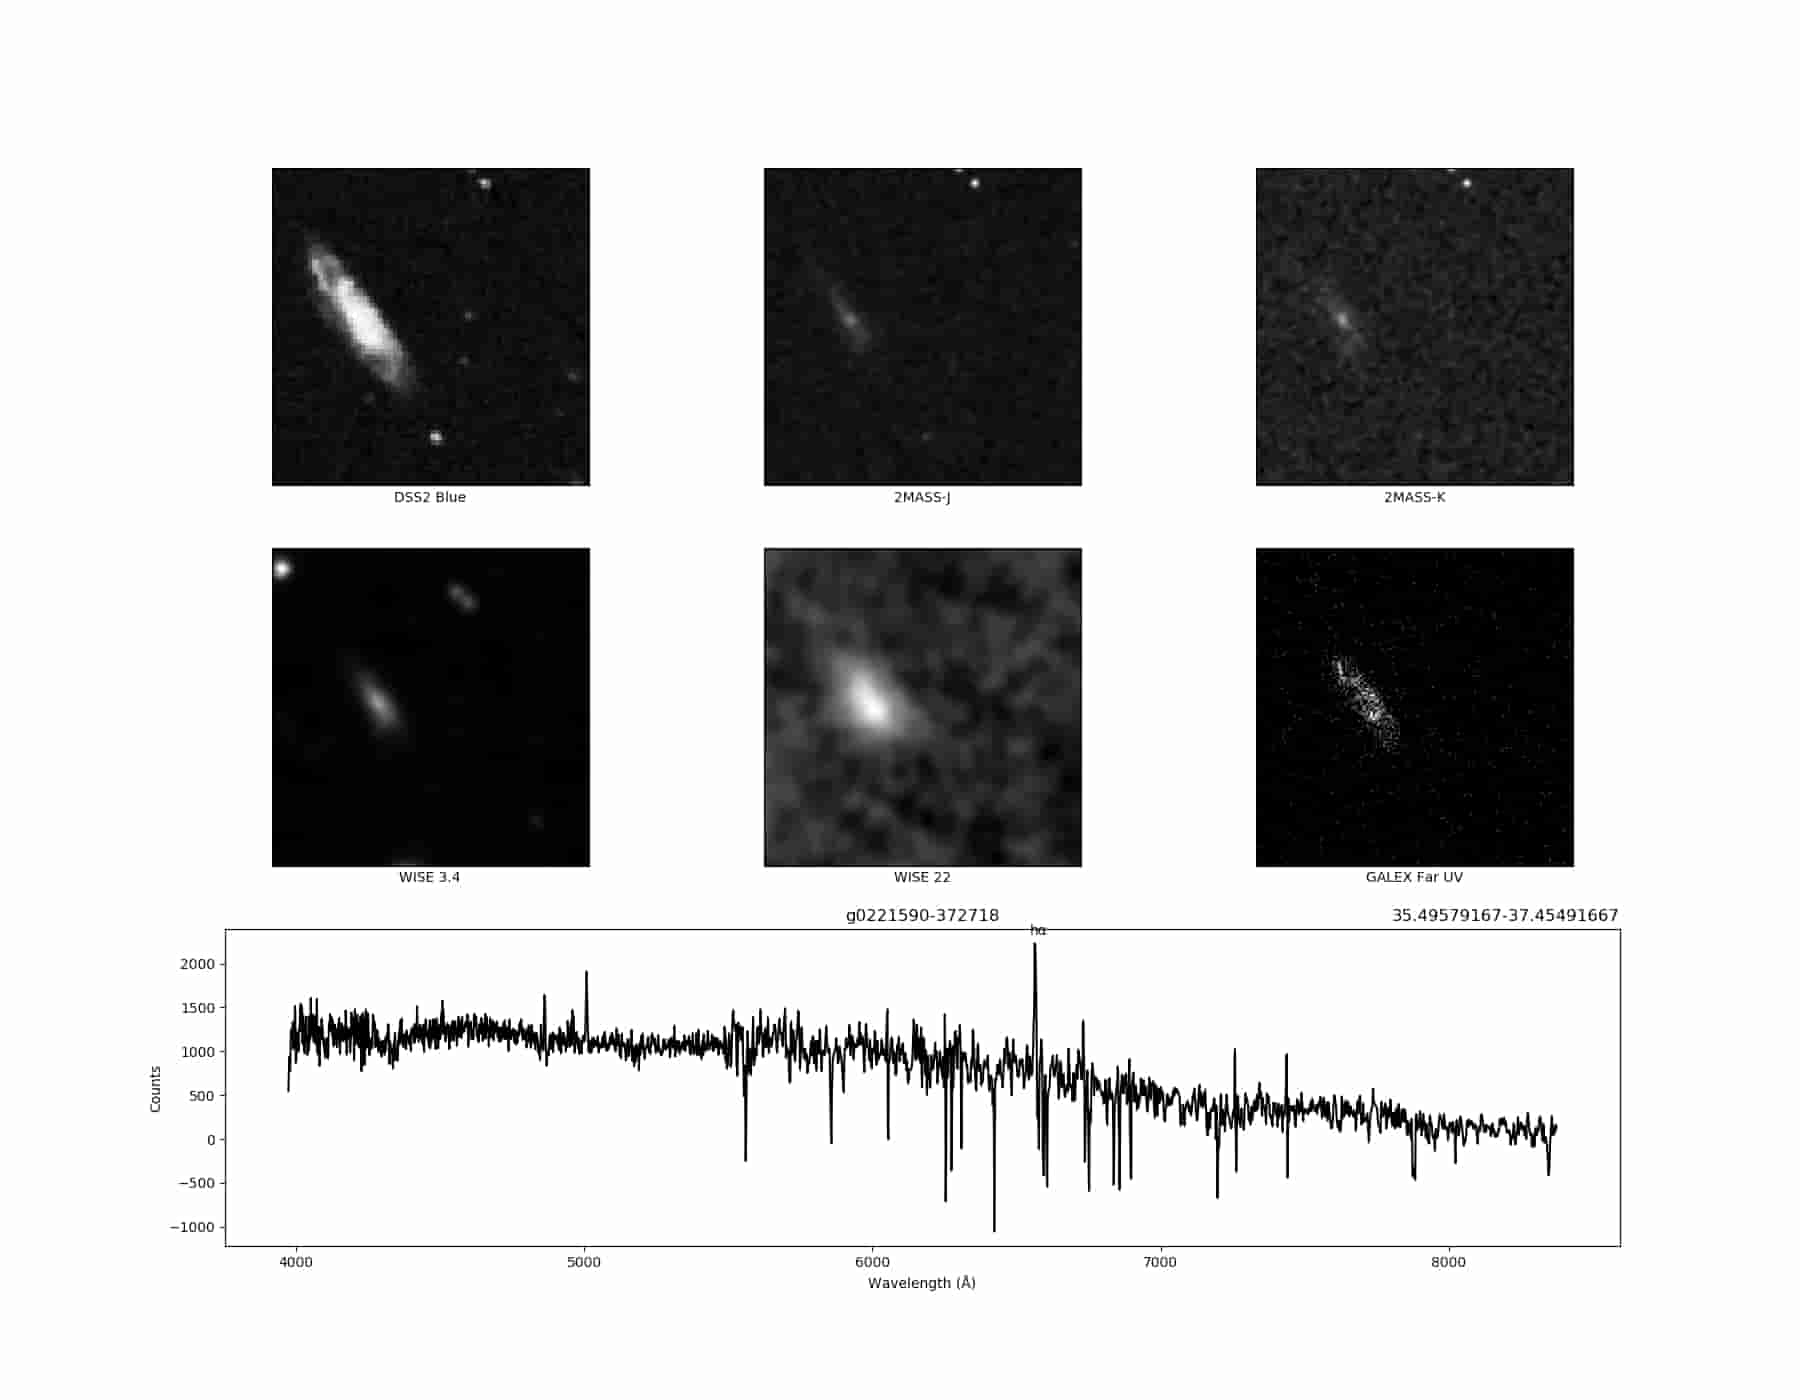 DSS2 Blue
2MASS-J
2MASS-K
WISE 3.4
WISE 22
GALEX Far UV
g0221590-372718
35.49579167-37.45491667
hα
2000
1500
1000
500
0
−500
−1000
Counts
4000
5000
6000
7000
8000
Wavelength (Å)